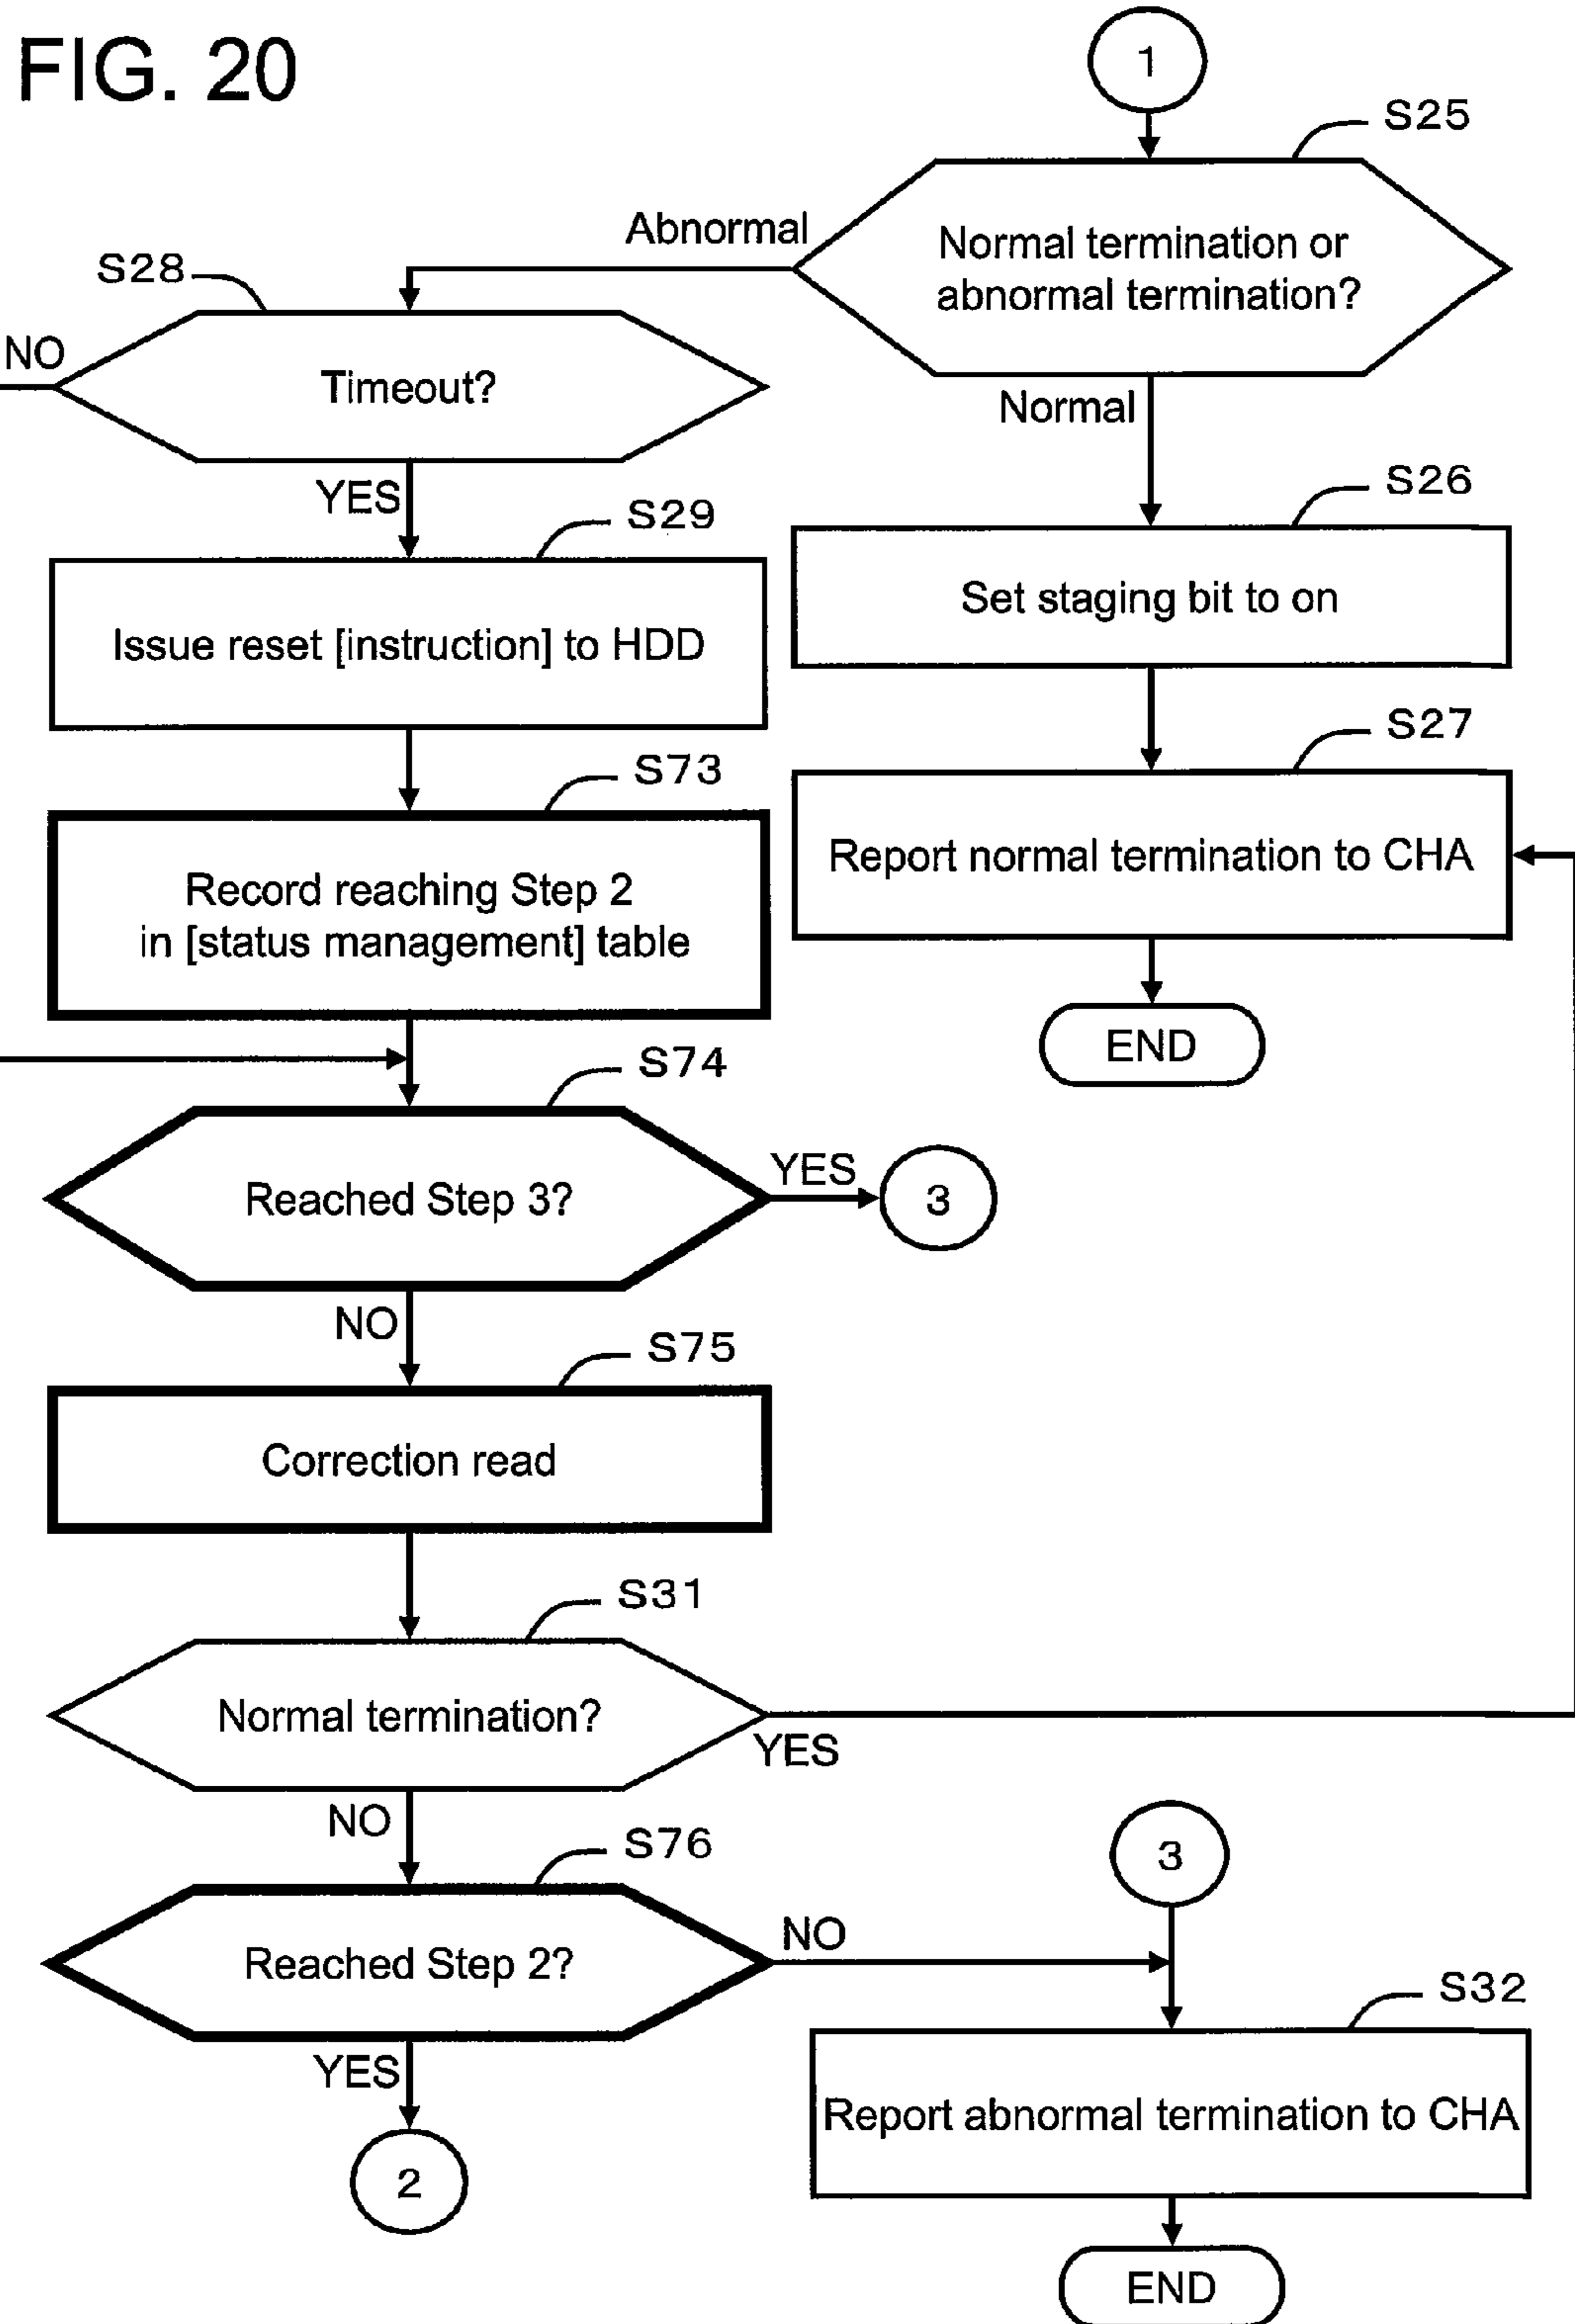 FIG. 20
1
S25
Normal termination or
abnormal termination?
Abnormal
Normal
S28
NO
Timeout?
YES
S26
Set staging bit to on
S29
Issue reset [instruction] to HDD
S27
Report normal termination to CHA
END
S73
Record reaching Step 2
in [status management] table
S74
Reached Step 3?
YES
3
NO
S75
Correction read
S31
Normal termination?
YES
NO
S76
Reached Step 2?
NO
3
YES
2
S32
Report abnormal termination to CHA
END